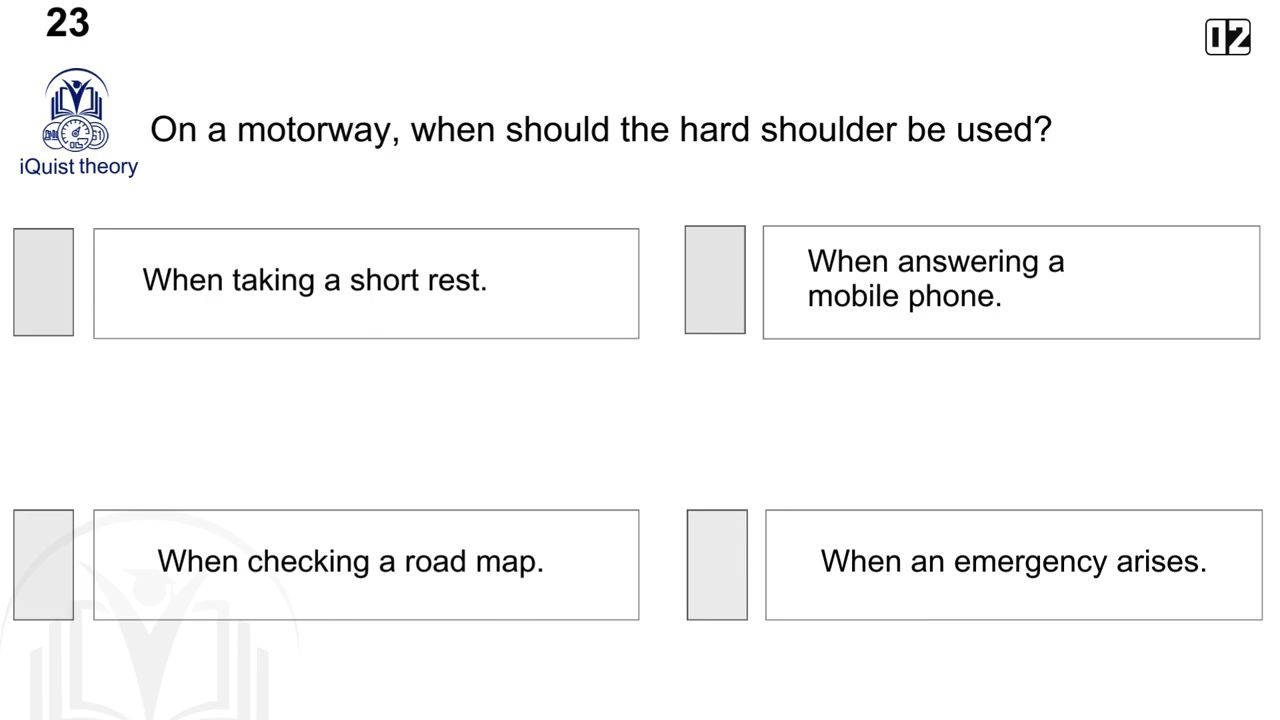 23
02
On a motorway, when should the hard shoulder be used?
iQuist theory
When taking a short rest.
When answering a
mobile phone.
When checking a road map.
When an emergency arises.